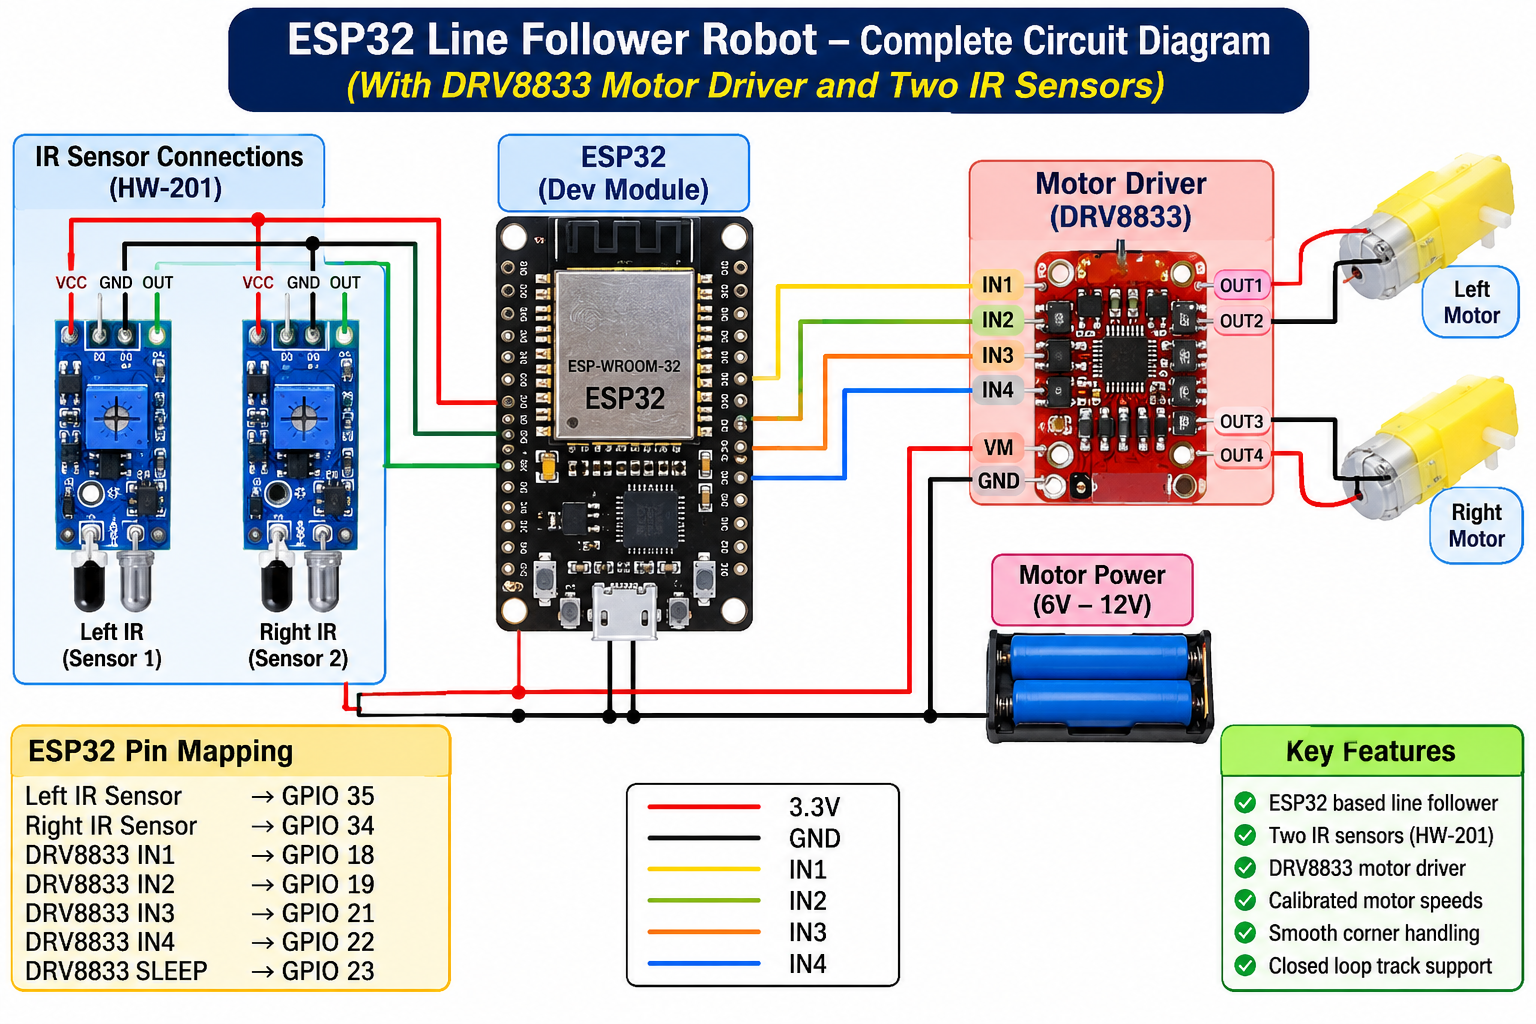 ESP32 Line Follower Robot – Complete Circuit Diagram
(With DRV8833 Motor Driver and Two IR Sensors)
IR Sensor Connections
(HW-201)
VCC GND OUT
VCC GND OUT
Left IR
(Sensor 1)
Right IR
(Sensor 2)
ESP32
(Dev Module)
ESP-WROOM-32
ESP32
Motor Driver
(DRV8833)
IN1
IN2
IN3
IN4
VM
GND
OUT1
OUT2
OUT3
OUT4
Left
Motor
Right
Motor
Motor Power
(6V – 12V)
ESP32 Pin Mapping
Left IR Sensor → GPIO 35
Right IR Sensor → GPIO 34
DRV8833 IN1 → GPIO 18
DRV8833 IN2 → GPIO 19
DRV8833 IN3 → GPIO 21
DRV8833 IN4 → GPIO 22
DRV8833 SLEEP → GPIO 23
3.3V
GND
IN1
IN2
IN3
IN4
Key Features
ESP32 based line follower
Two IR sensors (HW-201)
DRV8833 motor driver
Calibrated motor speeds
Smooth corner handling
Closed loop track support